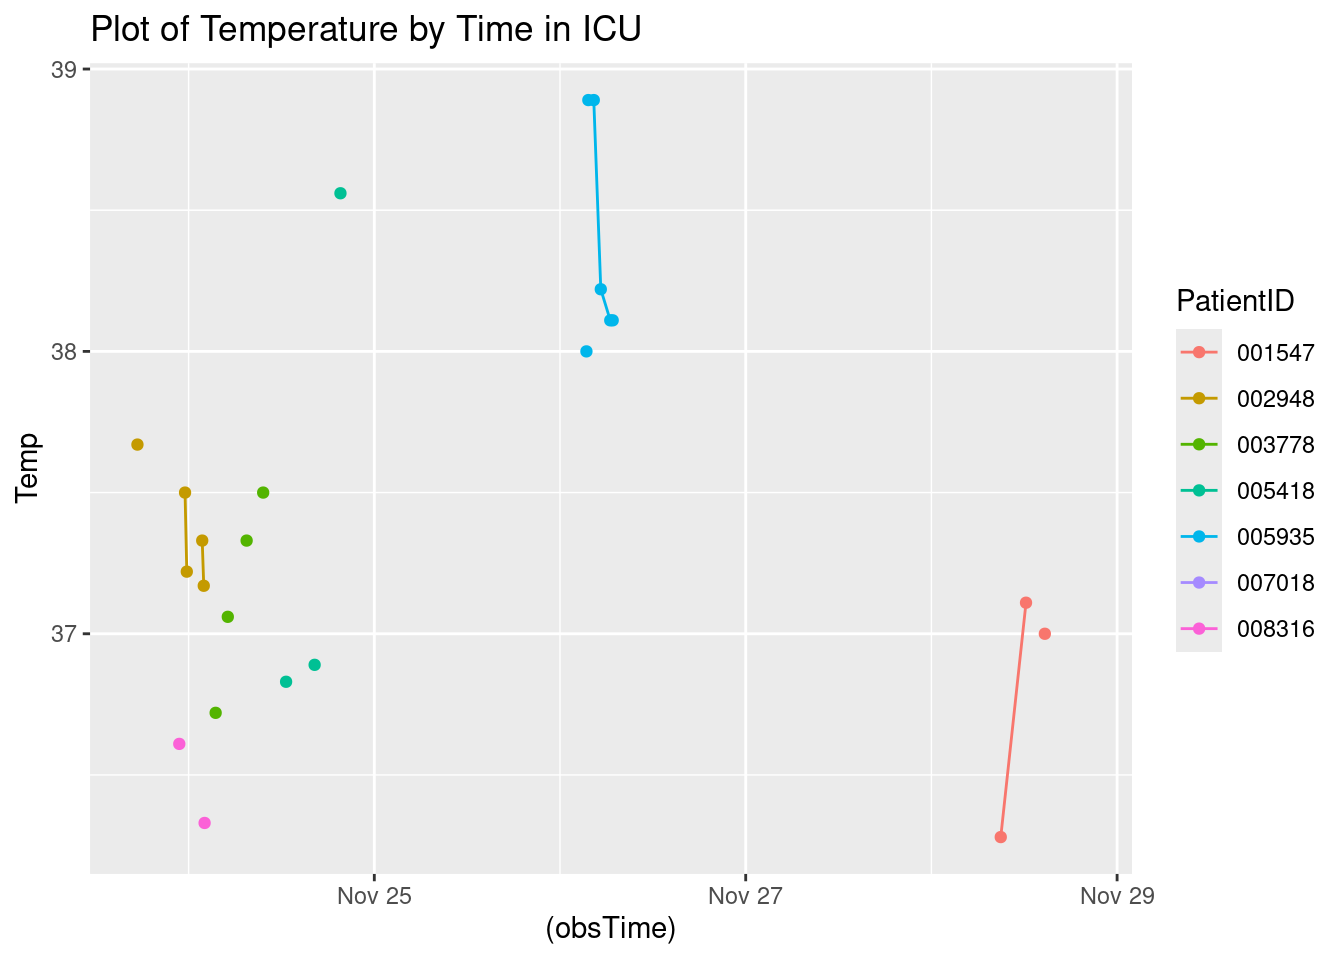 Plot of Temperature by Time in ICU
39
38
37
Temp
Nov 25
Nov 27
Nov 29
(obsTime)
PatientID
001547
002948
003778
005418
005935
007018
008316